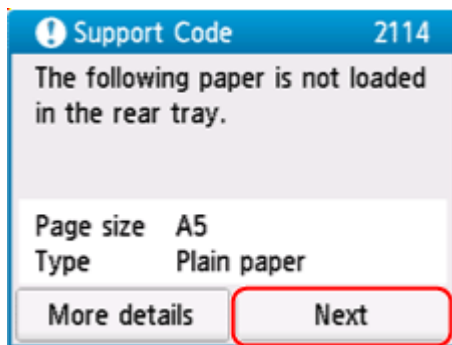 Support Code 2114
The following paper is not loaded
in the rear tray.
Page size A5
Type Plain paper
More details Next